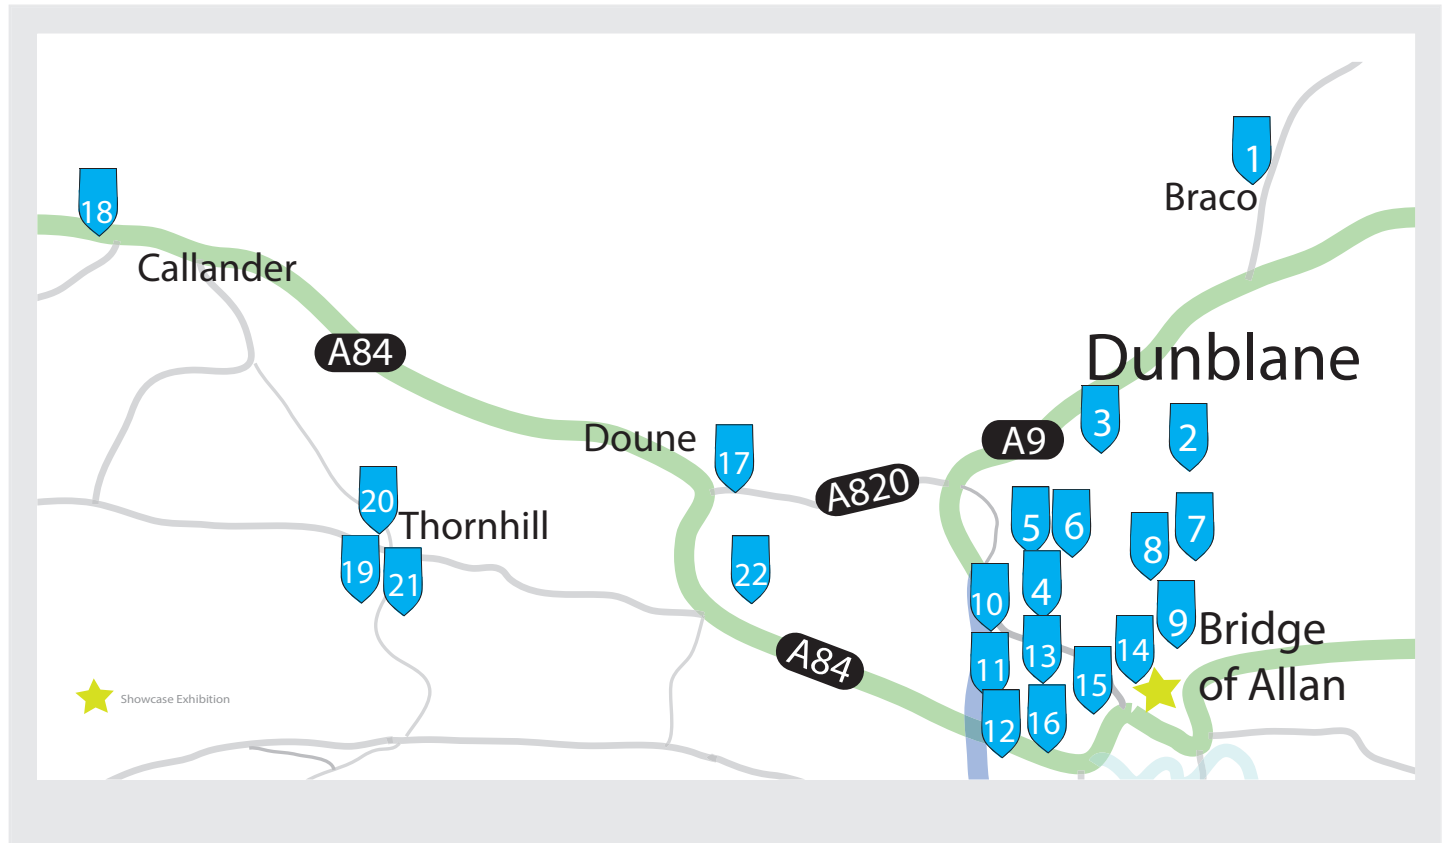 1
Braco
18
Callander
A84
Dunblane
3
2
A9
Doune
17
A820
20
Thornhill
5
6
7
8
19
21
22
10
4
9
Bridge
of Allan
14
13
11
15
A84
12
16
Showcase Exhibition